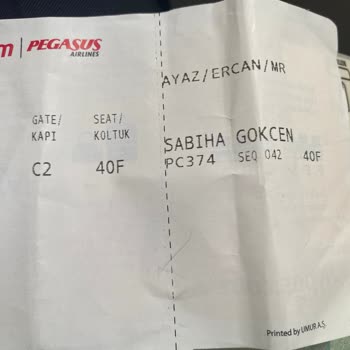 m | PEGASUS
AIRLINES
GATE/ SEAT/
KAPI KOLTUK
C2 40F
AYAZ/ERCAN/MR
SABIHA GOKCEN
PC374 SEQ 042 40F
Printed by UMUR A.Ş.